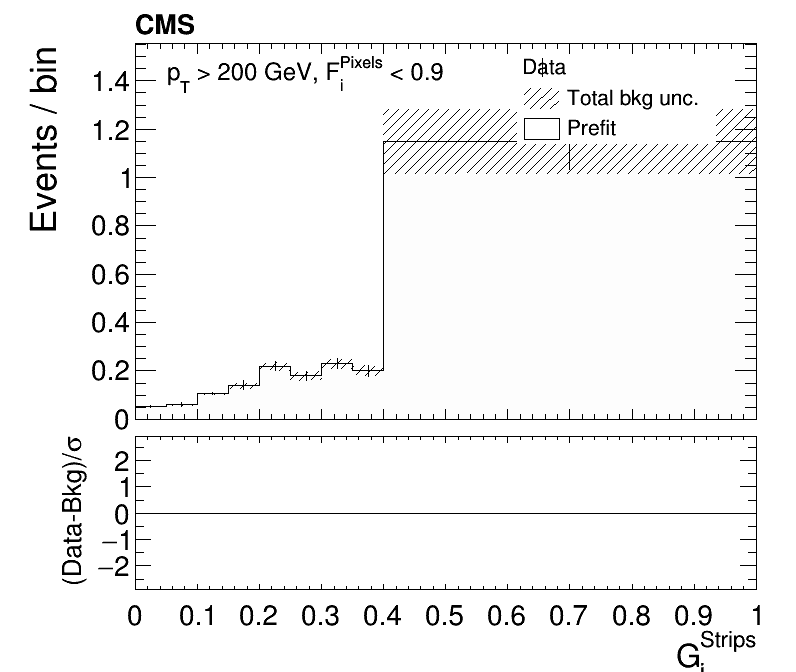 CMS
p_T > 200 GeV, F_i^Pixels < 0.9
Data
Total bkg unc.
Prefit
Events / bin
1.4
1.2
1
0.8
0.6
0.4
0.2
0
(Data-Bkg)/σ
2
1
0
−1
−2
0 0.1 0.2 0.3 0.4 0.5 0.6 0.7 0.8 0.9 1
G_i^Strips